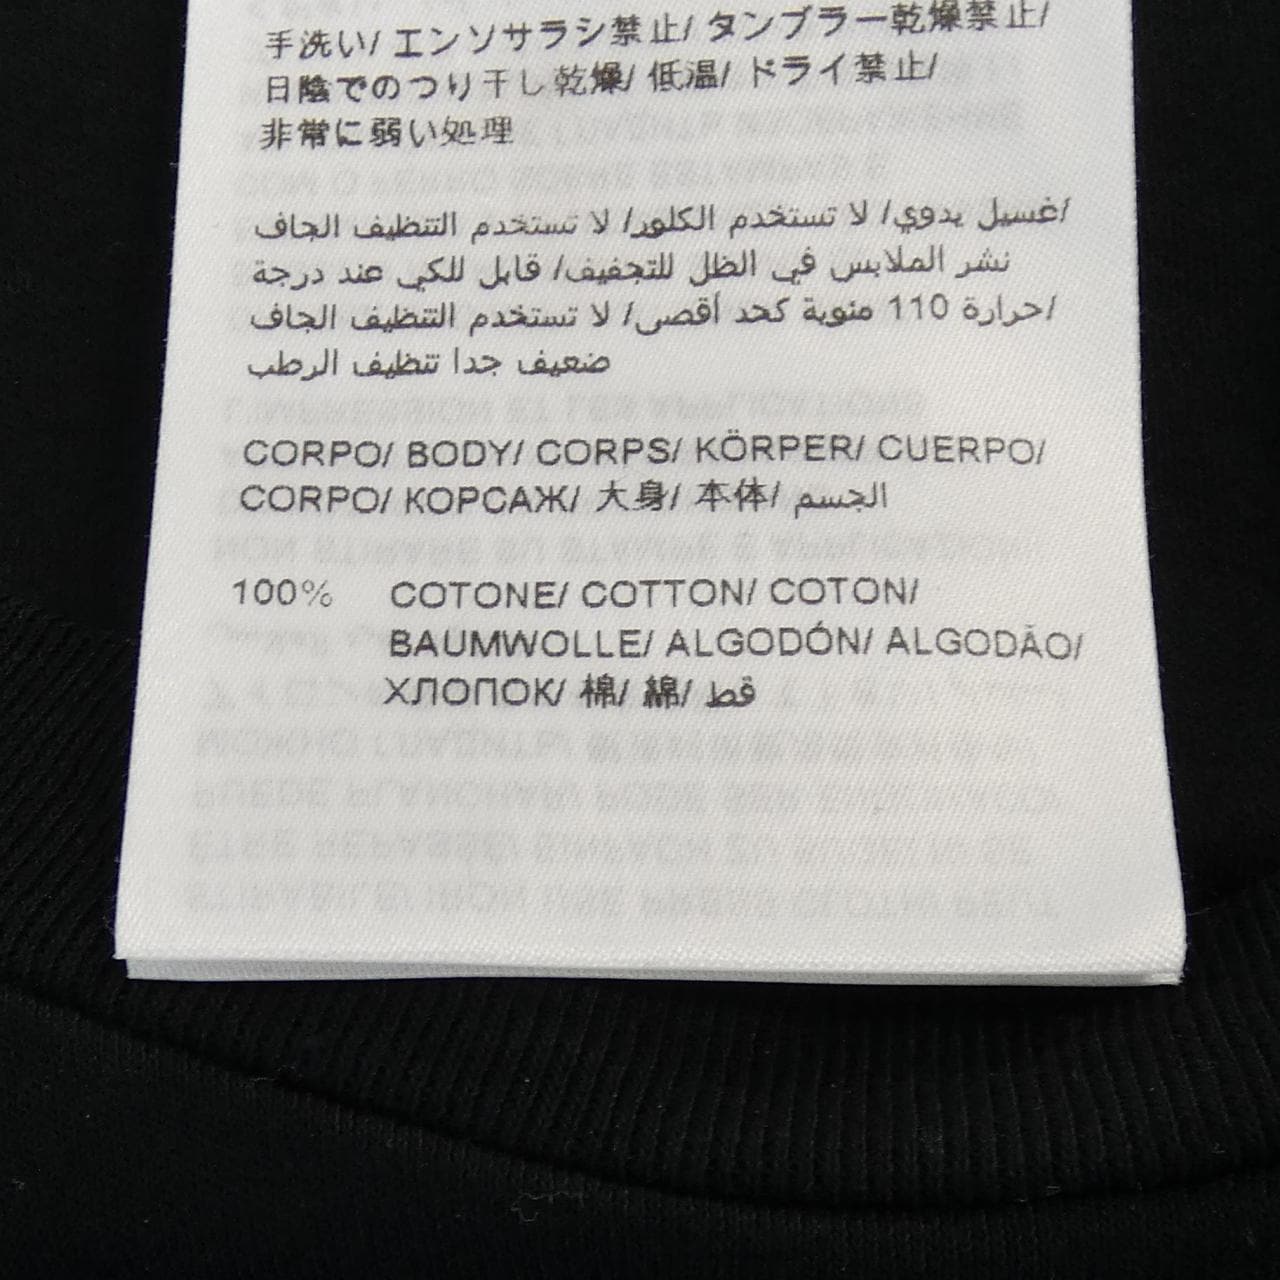 手洗い/ エンソサラシ禁止/ タンブラー乾燥禁止/
日陰でのつり干し乾燥/ 低温/ ドライ禁止/
非常に弱い処理
غسيل يدوي/ لا تستخدم الكلور/ لا تستخدم التنظيف الجاف/
نشر الملابس في الظل للتجفيف/ قابل للكي عند درجة
حرارة 110 مئوية كحد أقصى/ لا تستخدم التنظيف الجاف/
ضعيف جدا تنظيف الرطب
CORPO/ BODY/ CORPS/ KÖRPER/ CUERPO/
CORPO/ КОРСАЖ/ 大身/ 本体/ الجسم
100% COTONE/ COTTON/ COTON/
BAUMWOLLE/ ALGODÓN/ ALGODÃO/
ХЛОПОК/ 棉/ 綿/ قط